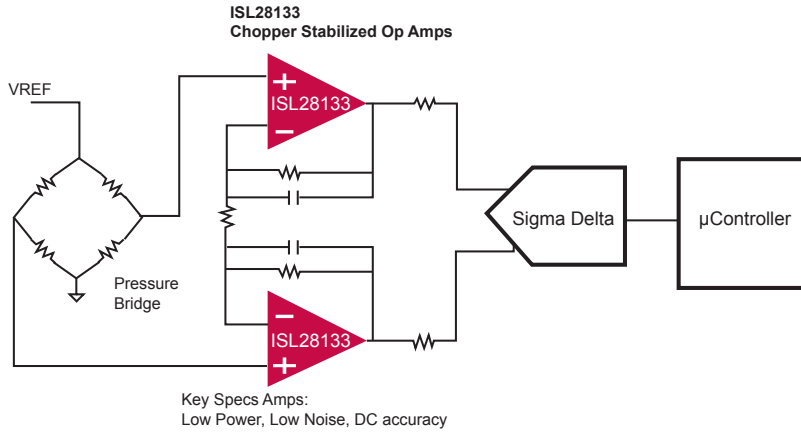 ISL28133
Chopper Stabilized Op Amps
VREF
+
ISL28133
−
Pressure
Bridge
−
ISL28133
+
Sigma Delta
µController
Key Specs Amps:
Low Power, Low Noise, DC accuracy